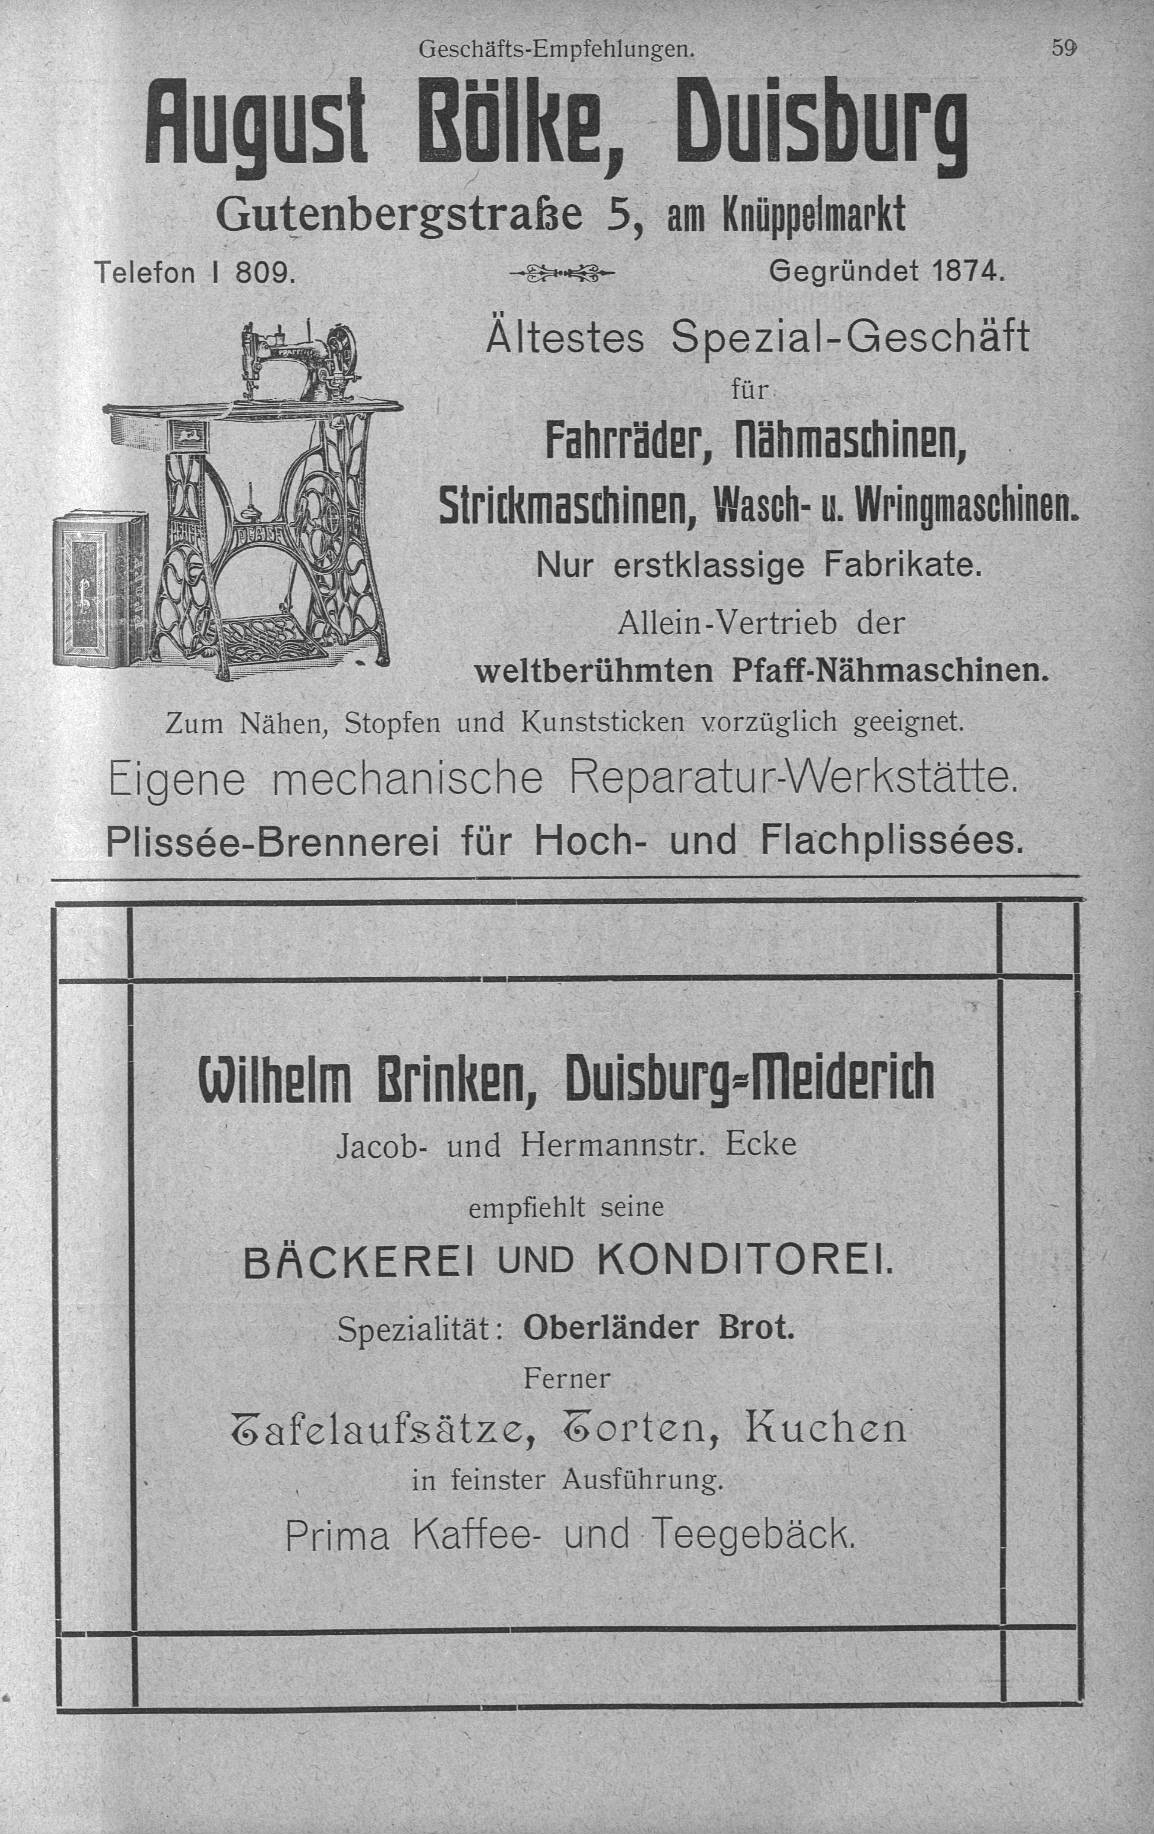 Geschäfts-Empfehlungen. 59
August Bölke, Duisburg
Gutenbergstraße 5, am Knüppelmarkt
Telefon I 809. Gegründet 1874.
Ältestes Spezial-Geschäft
für
Fahrräder, Nähmaschinen,
Strickmaschinen, Wasch- u. Wringmaschinen.
Nur erstklassige Fabrikate.
Allein-Vertrieb der
weltberühmten Pfaff-Nähmaschinen.
PFAFF
PFAFF
Zum Nähen, Stopfen und Kunststicken vorzüglich geeignet.
Eigene mechanische Reparatur-Werkstätte.
Plissée-Brennerei für Hoch- und Flachplissées.
Wilhelm Brinken, Duisburg-Meiderich
Jacob- und Hermannstr. Ecke
empfiehlt seine
BÄCKEREI UND KONDITOREI.
Spezialität: Oberländer Brot.
Ferner
Tafelaufsätze, Torten, Kuchen
in feinster Ausführung.
Prima Kaffee- und Teegebäck.